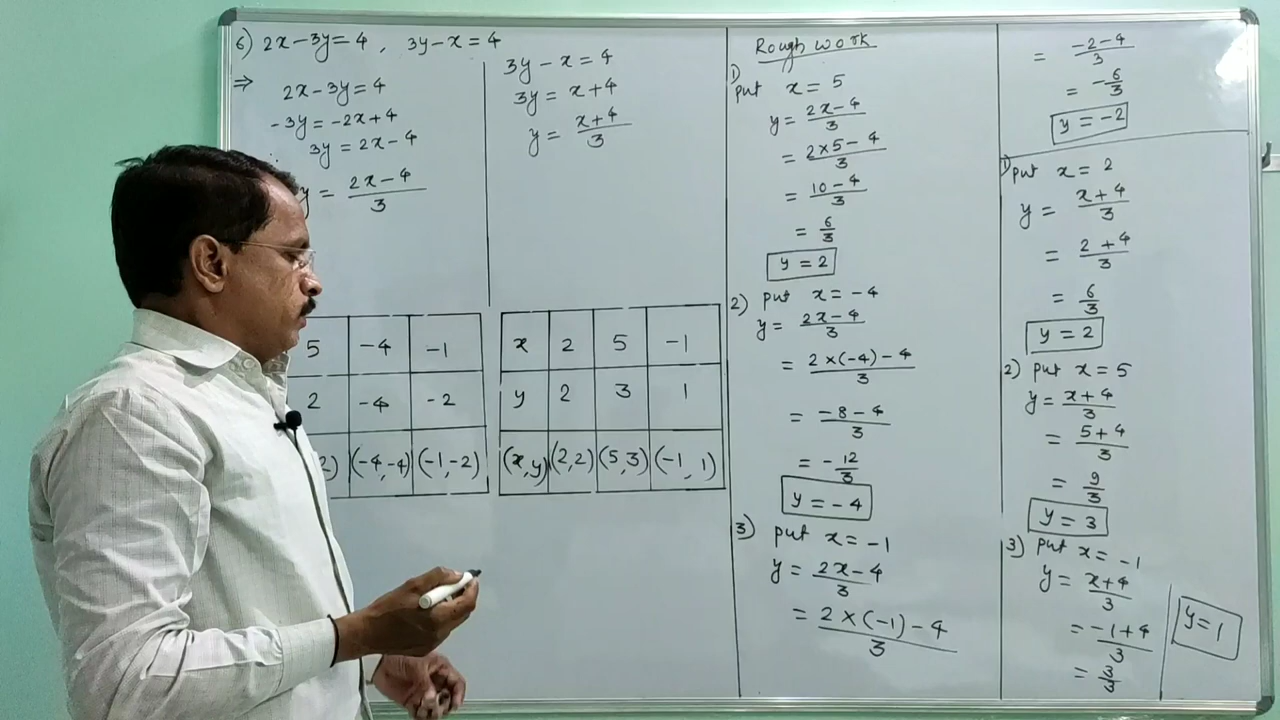 6) 2x-3y=4 , 3y-x=4
⇒ 2x-3y=4
-3y=-2x+4
3y=2x-4
y = 2x-4/3
3y-x=4
3y=x+4
y=x+4/3
5 -4 -1
2 -4 -2
2) (-4,-4) (-1,-2)
x 2 5 -1
y 2 3 1
(x,y) (2,2) (5,3) (-1,1)
Rough work
1) put x=5
y=2x-4/3
=2×5-4/3
=10-4/3
=6/3
y=2
2) put x=-4
y=2x-4/3
=2×(-4)-4/3
=-8-4/3
=-12/3
y=-4
3) put x=-1
y=2x-4/3
=2×(-1)-4/3
=-2-4/3
=-6/3
y=-2
1) put x=2
y=x+4/3
=2+4/3
=6/3
y=2
2) put x=5
y=x+4/3
=5+4/3
=9/3
y=3
3) put x=-1
y=x+4/3
=-1+4/3
=3/3
y=1